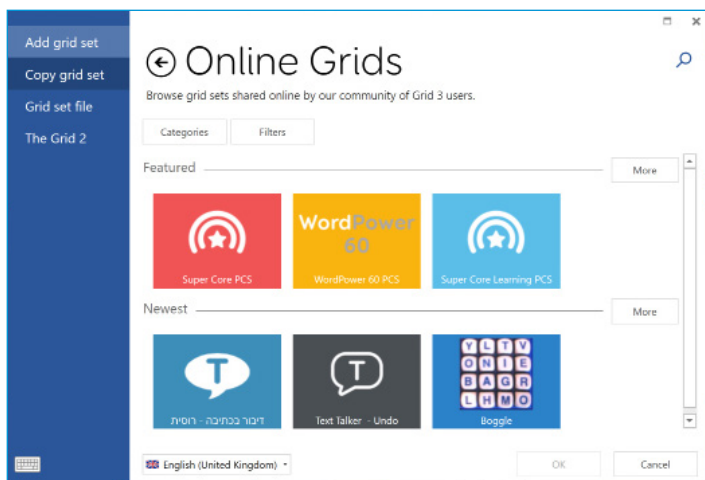 Add grid set
Copy grid set
Grid set file
The Grid 2
Online Grids
Browse grid sets shared online by our community of Grid 3 users.
Categories
Filters
Featured
More
WordPower
60
Super Core PCS
WordPower 60 PCS
Super Core Learning PCS
Newest
More
T
T
Y L T V
O N I E
B A G R
L H M O
דיבור בכתיבה - רוסית
Text Talker - Undo
Boggle
English (United Kingdom)
OK
Cancel